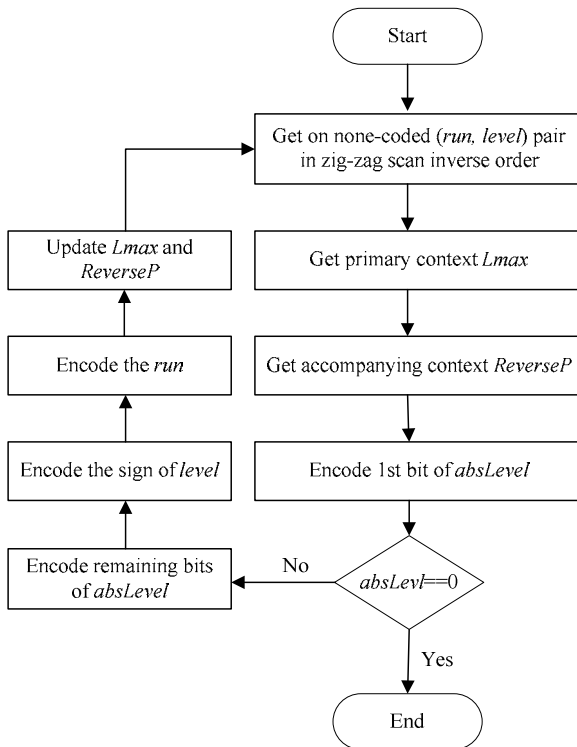 Start
Get on none-coded (run, level) pair
in zig-zag scan inverse order
Get primary context Lmax
Get accompanying context ReverseP
Encode 1st bit of absLevel
absLevl==0
No
Yes
End
Encode remaining bits
of absLevel
Encode the sign of level
Encode the run
Update Lmax and
ReverseP